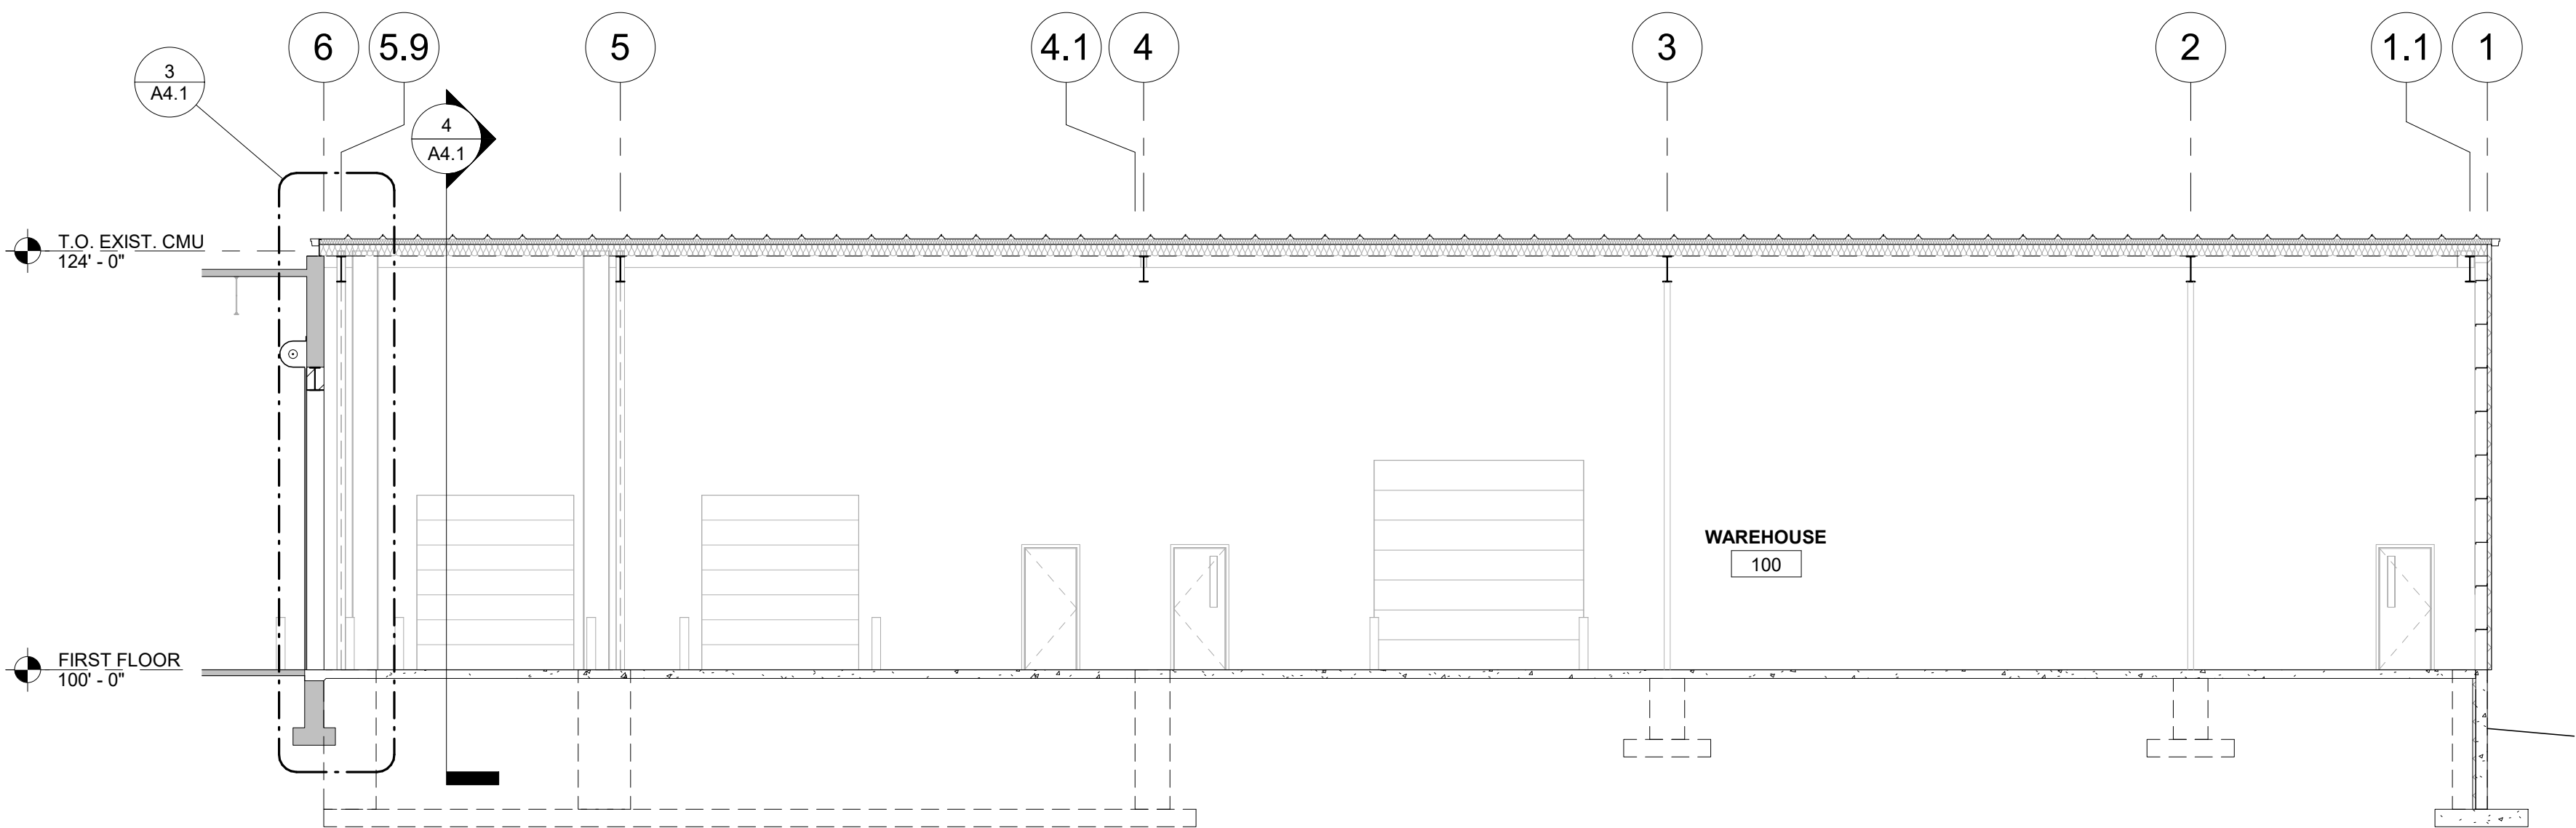 6
5.9
5
4.1
4
3
2
1.1
1
3
A4.1
4
A4.1
T.O. EXIST. CMU
124' - 0"
WAREHOUSE
100
FIRST FLOOR
100' - 0"